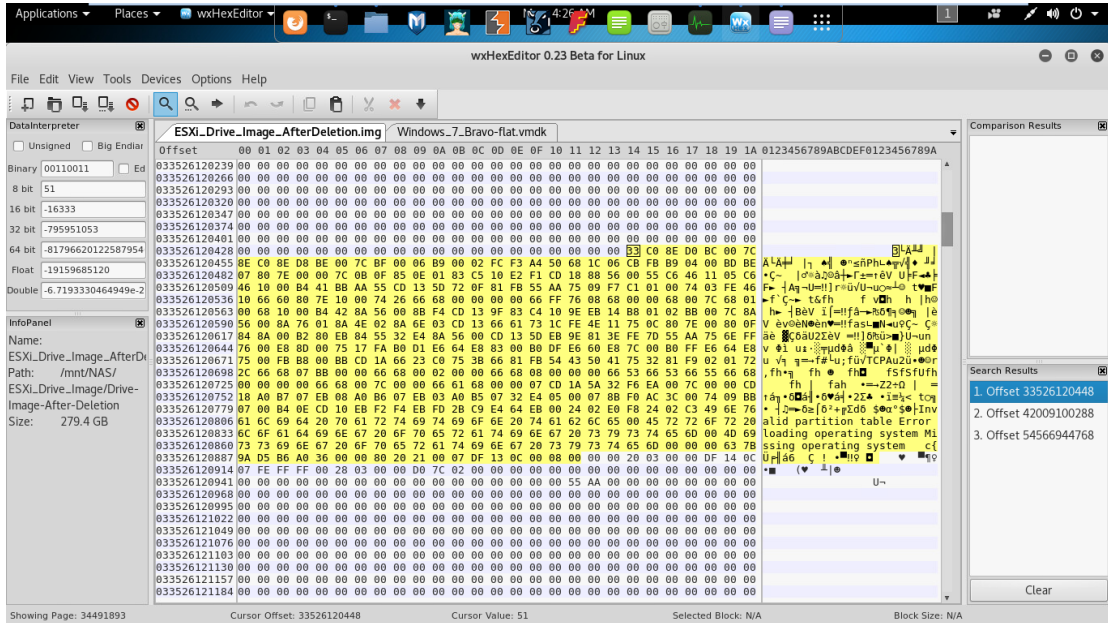 Applications ▾ Places ▾ wxHexEditor ▾ 4:26 AM 1
wxHexEditor 0.23 Beta for Linux
File Edit View Tools Devices Options Help
DataInterpreter
Unsigned Big Endiar
Binary 00110011 Ed
8 bit 51
16 bit -16333
32 bit -795951053
64 bit -81796620122587954
Float -19159685120
Double -6.7193330464949e-2
InfoPanel
Name:
ESXi_Drive_Image_AfterDe
Path: /mnt/NAS/
ESXi_Drive_Image/Drive-
Image-After-Deletion
Size: 279.4 GB
ESXi_Drive_Image_AfterDeletion.img Windows_7_Bravo-flat.vmdk
Offset 00 01 02 03 04 05 06 07 08 09 0A 0B 0C 0D 0E 0F 10 11 12 13 14 15 16 17 18 19 1A 0123456789ABCDEF0123456789A
033526120239 00 00 00 00 00 00 00 00 00 00 00 00 00 00 00 00 00 00 00 00 00 00 00 00 00 00 00
033526120266 00 00 00 00 00 00 00 00 00 00 00 00 00 00 00 00 00 00 00 00 00 00 00 00 00 00 00
033526120293 00 00 00 00 00 00 00 00 00 00 00 00 00 00 00 00 00 00 00 00 00 00 00 00 00 00 00
033526120320 00 00 00 00 00 00 00 00 00 00 00 00 00 00 00 00 00 00 00 00 00 00 00 00 00 00 00
033526120347 00 00 00 00 00 00 00 00 00 00 00 00 00 00 00 00 00 00 00 00 00 00 00 00 00 00 00
033526120374 00 00 00 00 00 00 00 00 00 00 00 00 00 00 00 00 00 00 00 00 00 00 00 00 00 00 00
033526120401 00 00 00 00 00 00 00 00 00 00 00 00 00 00 00 00 00 00 00 00 00 00 00 00 00 00 00
033526120428 00 00 00 00 00 00 00 00 00 00 00 00 00 00 00 00 00 00 00 00 33 C0 8E D0 BC 00 7C
033526120455 8E C0 8E D8 BE 00 7C BF 00 06 B9 00 02 FC F3 A4 50 68 1C 06 CB FB B9 04 00 BD BE
033526120482 07 80 7E 00 00 7C 0B 0F 85 0E 01 83 C5 10 E2 F1 CD 18 88 56 00 55 C6 46 11 05 C6
033526120509 46 10 00 B4 41 BB AA 55 CD 13 5D 72 0F 81 FB 55 AA 75 09 F7 C1 01 00 74 03 FE 46
033526120536 10 66 60 80 7E 10 00 74 26 66 68 00 00 00 00 66 FF 76 08 68 00 00 68 00 7C 68 01
033526120563 00 68 10 00 B4 42 8A 56 00 8B F4 CD 13 9F 83 C4 10 9E EB 14 B8 01 02 BB 00 7C 8A
033526120590 56 00 8A 76 01 8A 4E 02 8A 6E 03 CD 13 66 61 73 1C FE 4E 11 75 0C 80 7E 00 80 0F
033526120617 84 8A 00 B2 80 EB 84 55 32 E4 8A 56 00 CD 13 5D EB 9E 81 3E FE 7D 55 AA 75 6E FF
033526120644 76 00 E8 8D 00 75 17 FA B0 D1 E6 64 E8 83 00 B0 DF E6 60 E8 7C 00 B0 FF E6 64 E8
033526120671 75 00 FB B8 00 BB CD 1A 66 23 C0 75 3B 66 81 FB 54 43 50 41 75 32 81 F9 02 01 72
033526120698 2C 66 68 07 BB 00 00 66 68 00 02 00 00 66 68 08 00 00 00 66 53 66 53 66 55 66 68
033526120725 00 00 00 00 66 68 00 7C 00 00 66 61 68 00 00 07 CD 1A 5A 32 F6 EA 00 7C 00 00 CD
033526120752 18 A0 B7 07 EB 08 A0 B6 07 EB 03 A0 B5 07 32 E4 05 00 07 8B F0 AC 3C 00 74 09 BB
033526120779 07 00 B4 0E CD 10 EB F2 F4 EB FD 2B C9 E4 64 EB 00 24 02 E0 F8 24 02 C3 49 6E 76
033526120806 61 6C 69 64 20 70 61 72 74 69 74 69 6F 6E 20 74 61 62 6C 65 00 45 72 72 6F 72 20
033526120833 6C 6F 61 64 69 6E 67 20 6F 70 65 72 61 74 69 6E 67 20 73 79 73 74 65 6D 00 4D 69
033526120860 73 73 69 6E 67 20 6F 70 65 72 61 74 69 6E 67 20 73 79 73 74 65 6D 00 00 00 63 7B
033526120887 9A D5 B6 A0 36 00 00 80 20 21 00 07 DF 13 0C 00 08 00 00 00 20 03 00 00 DF 14 0C
033526120914 07 FE FF FF 00 28 03 00 00 D0 7C 02 00 00 00 00 00 00 00 00 00 00 00 00 00 00 00
033526120941 00 00 00 00 00 00 00 00 00 00 00 00 00 00 00 00 00 55 AA 00 00 00 00 00 00 00 00
033526120968 00 00 00 00 00 00 00 00 00 00 00 00 00 00 00 00 00 00 00 00 00 00 00 00 00 00 00
033526120995 00 00 00 00 00 00 00 00 00 00 00 00 00 00 00 00 00 00 00 00 00 00 00 00 00 00 00
033526121022 00 00 00 00 00 00 00 00 00 00 00 00 00 00 00 00 00 00 00 00 00 00 00 00 00 00 00
033526121049 00 00 00 00 00 00 00 00 00 00 00 00 00 00 00 00 00 00 00 00 00 00 00 00 00 00 00
033526121076 00 00 00 00 00 00 00 00 00 00 00 00 00 00 00 00 00 00 00 00 00 00 00 00 00 00 00
033526121103 00 00 00 00 00 00 00 00 00 00 00 00 00 00 00 00 00 00 00 00 00 00 00 00 00 00 00
033526121130 00 00 00 00 00 00 00 00 00 00 00 00 00 00 00 00 00 00 00 00 00 00 00 00 00 00 00
033526121157 00 00 00 00 00 00 00 00 00 00 00 00 00 00 00 00 00 00 00 00 00 00 00 00 00 00 00
033526121184 00 00 00 00 00 00 00 00 00 00 00 00 00 00 00 00 00 00 00 00 00 00 00 00 00 00 00
Inv
alid partition table Error
loading operating system Mi
ssing operating system c{
Comparison Results
Search Results
1. Offset 33526120448
2. Offset 42009100288
3. Offset 54566944768
Clear
Showing Page: 34491893 Cursor Offset: 33526120448 Cursor Value: 51 Selected Block: N/A Block Size: N/A